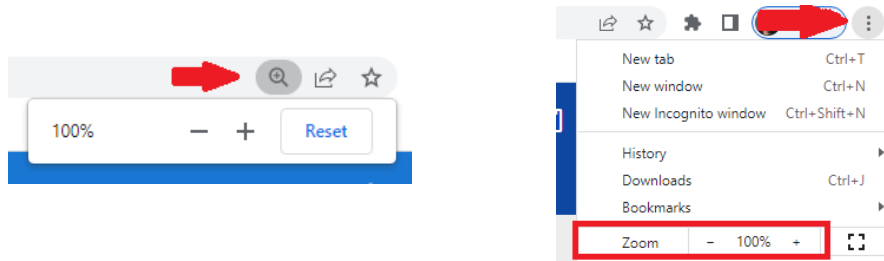 100% − + Reset
New tab Ctrl+T
New window Ctrl+N
New Incognito window Ctrl+Shift+N
History
Downloads Ctrl+J
Bookmarks
Zoom - 100% +